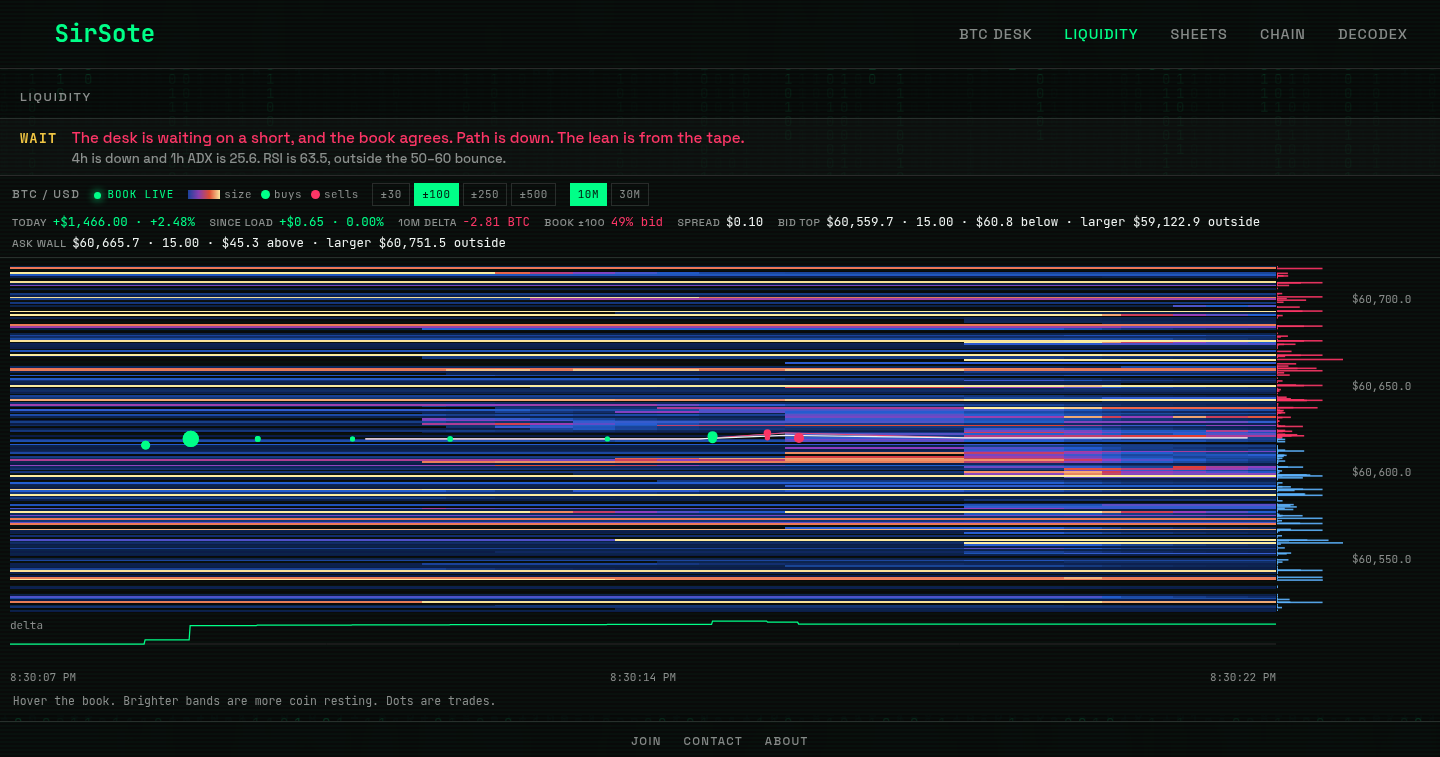 SirSote
BTC DESK LIQUIDITY SHEETS CHAIN DECODEX
LIQUIDITY
WAIT The desk is waiting on a short, and the book agrees. Path is down. The lean is from the tape.
4h is down and 1h ADX is 25.6. RSI is 63.5, outside the 50–60 bounce.
BTC / USD BOOK LIVE size buys sells ±30 ±100 ±250 ±500 10M 30M
TODAY +$1,466.00 · +2.48% SINCE LOAD +$0.65 · 0.00% 10M DELTA -2.81 BTC BOOK ±100 49% bid SPREAD $0.10 BID TOP $60,559.7 · 15.00 · $60.8 below · larger $59,122.9 outside
ASK WALL $60,665.7 · 15.00 · $45.3 above · larger $60,751.5 outside
$60,700.0
$60,650.0
$60,600.0
$60,550.0
delta
8:30:07 PM 8:30:14 PM 8:30:22 PM
Hover the book. Brighter bands are more coin resting. Dots are trades.
JOIN CONTACT ABOUT